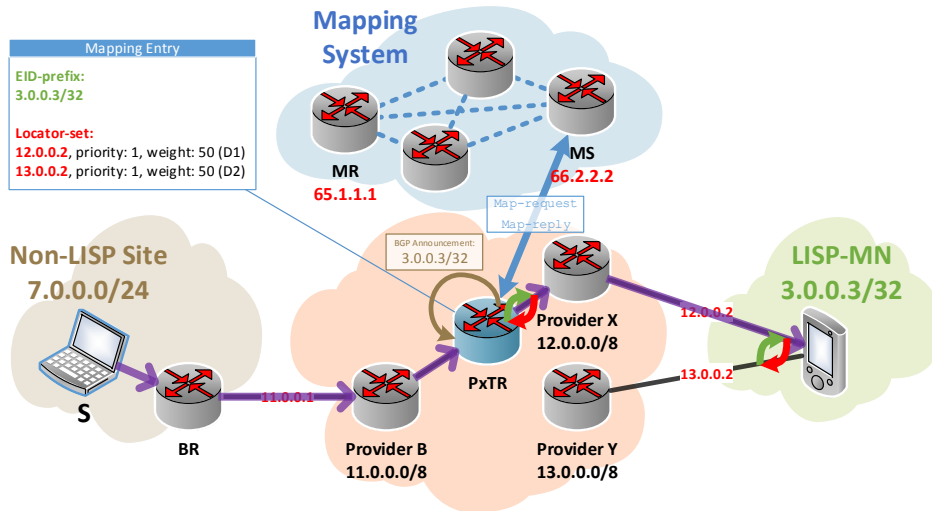 Mapping
System
Mapping Entry
EID-prefix:
3.0.0.3/32
Locator-set:
12.0.0.2, priority: 1, weight: 50 (D1)
13.0.0.2, priority: 1, weight: 50 (D2)
MR
65.1.1.1
MS
66.2.2.2
Map-request
Map-reply
BGP Announcement:
3.0.0.3/32
Non-LISP Site
7.0.0.0/24
LISP-MN
3.0.0.3/32
Provider X
12.0.0.0/8
12.0.0.2
PxTR
13.0.0.2
11.0.0.1
S
BR
Provider B
11.0.0.0/8
Provider Y
13.0.0.0/8